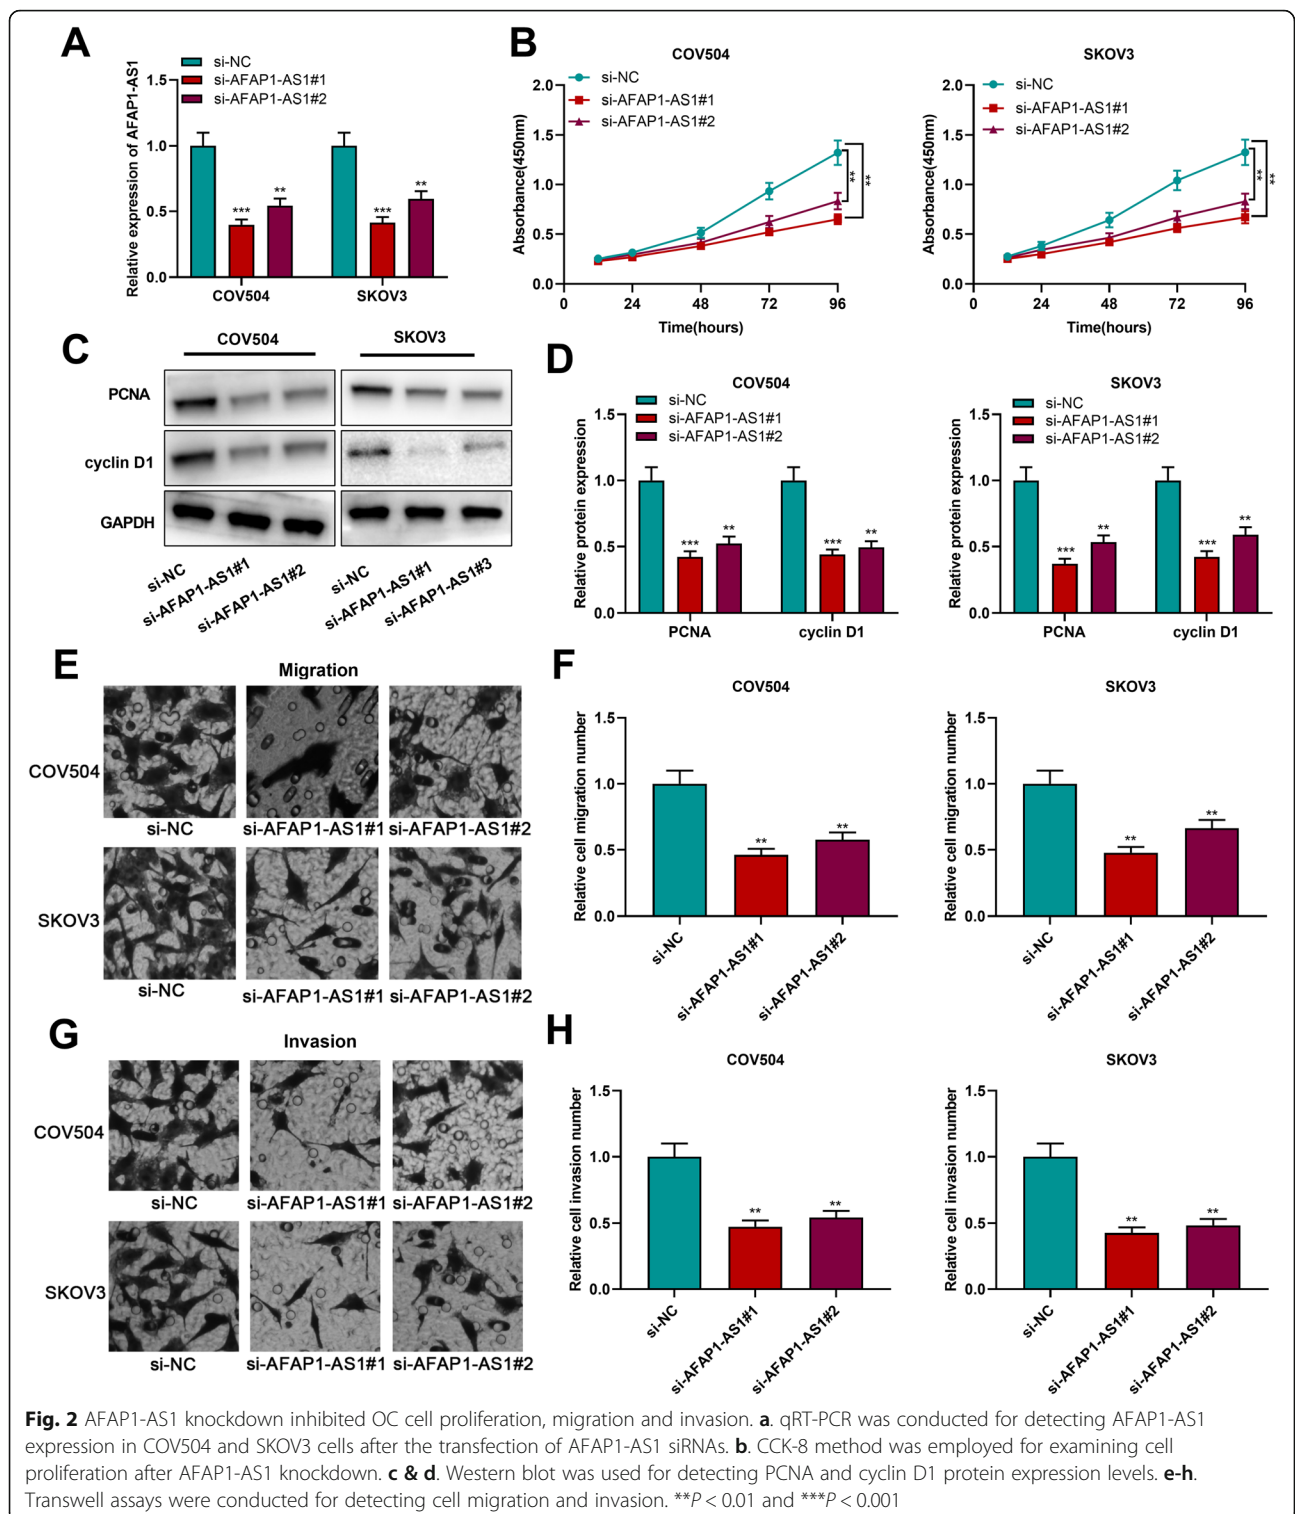 A
si-NC
si-AFAP1-AS1#1
si-AFAP1-AS1#2
Relative expression of AFAP1-AS1
1.5
1.0
0.5
0.0
***
**
***
**
COV504
SKOV3
B
COV504
si-NC
si-AFAP1-AS1#1
si-AFAP1-AS1#2
Absorbance(450nm)
2.0
1.5
1.0
0.5
0.0
**
**
0
24
48
72
96
Time(hours)
SKOV3
si-NC
si-AFAP1-AS1#1
si-AFAP1-AS1#2
Absorbance(450nm)
2.0
1.5
1.0
0.5
0.0
**
**
0
24
48
72
96
Time(hours)
C
COV504
SKOV3
PCNA
cyclin D1
GAPDH
si-NC
si-AFAP1-AS1#1
si-AFAP1-AS1#2
si-NC
si-AFAP1-AS1#1
si-AFAP1-AS1#3
D
COV504
si-NC
si-AFAP1-AS1#1
si-AFAP1-AS1#2
Relative protein expression
1.5
1.0
0.5
0.0
***
**
***
**
PCNA
cyclin D1
SKOV3
si-NC
si-AFAP1-AS1#1
si-AFAP1-AS1#2
Relative protein expression
1.5
1.0
0.5
0.0
***
**
***
**
PCNA
cyclin D1
E
Migration
COV504
si-NC
si-AFAP1-AS1#1
si-AFAP1-AS1#2
SKOV3
si-NC
si-AFAP1-AS1#1
si-AFAP1-AS1#2
F
COV504
Relative cell migration number
1.5
1.0
0.5
0.0
**
**
si-NC
si-AFAP1-AS1#1
si-AFAP1-AS1#2
SKOV3
Relative cell migration number
1.5
1.0
0.5
0.0
**
**
si-NC
si-AFAP1-AS1#1
si-AFAP1-AS1#2
G
Invasion
COV504
si-NC
si-AFAP1-AS1#1
si-AFAP1-AS1#2
SKOV3
si-NC
si-AFAP1-AS1#1
si-AFAP1-AS1#2
H
COV504
Relative cell invasion number
1.5
1.0
0.5
0.0
**
**
si-NC
si-AFAP1-AS1#1
si-AFAP1-AS1#2
SKOV3
Relative cell invasion number
1.5
1.0
0.5
0.0
**
**
si-NC
si-AFAP1-AS1#1
si-AFAP1-AS1#2
Fig. 2 AFAP1-AS1 knockdown inhibited OC cell proliferation, migration and invasion. a. qRT-PCR was conducted for detecting AFAP1-AS1
expression in COV504 and SKOV3 cells after the transfection of AFAP1-AS1 siRNAs. b. CCK-8 method was employed for examining cell
proliferation after AFAP1-AS1 knockdown. c & d. Western blot was used for detecting PCNA and cyclin D1 protein expression levels. e-h.
Transwell assays were conducted for detecting cell migration and invasion. **P < 0.01 and ***P < 0.001